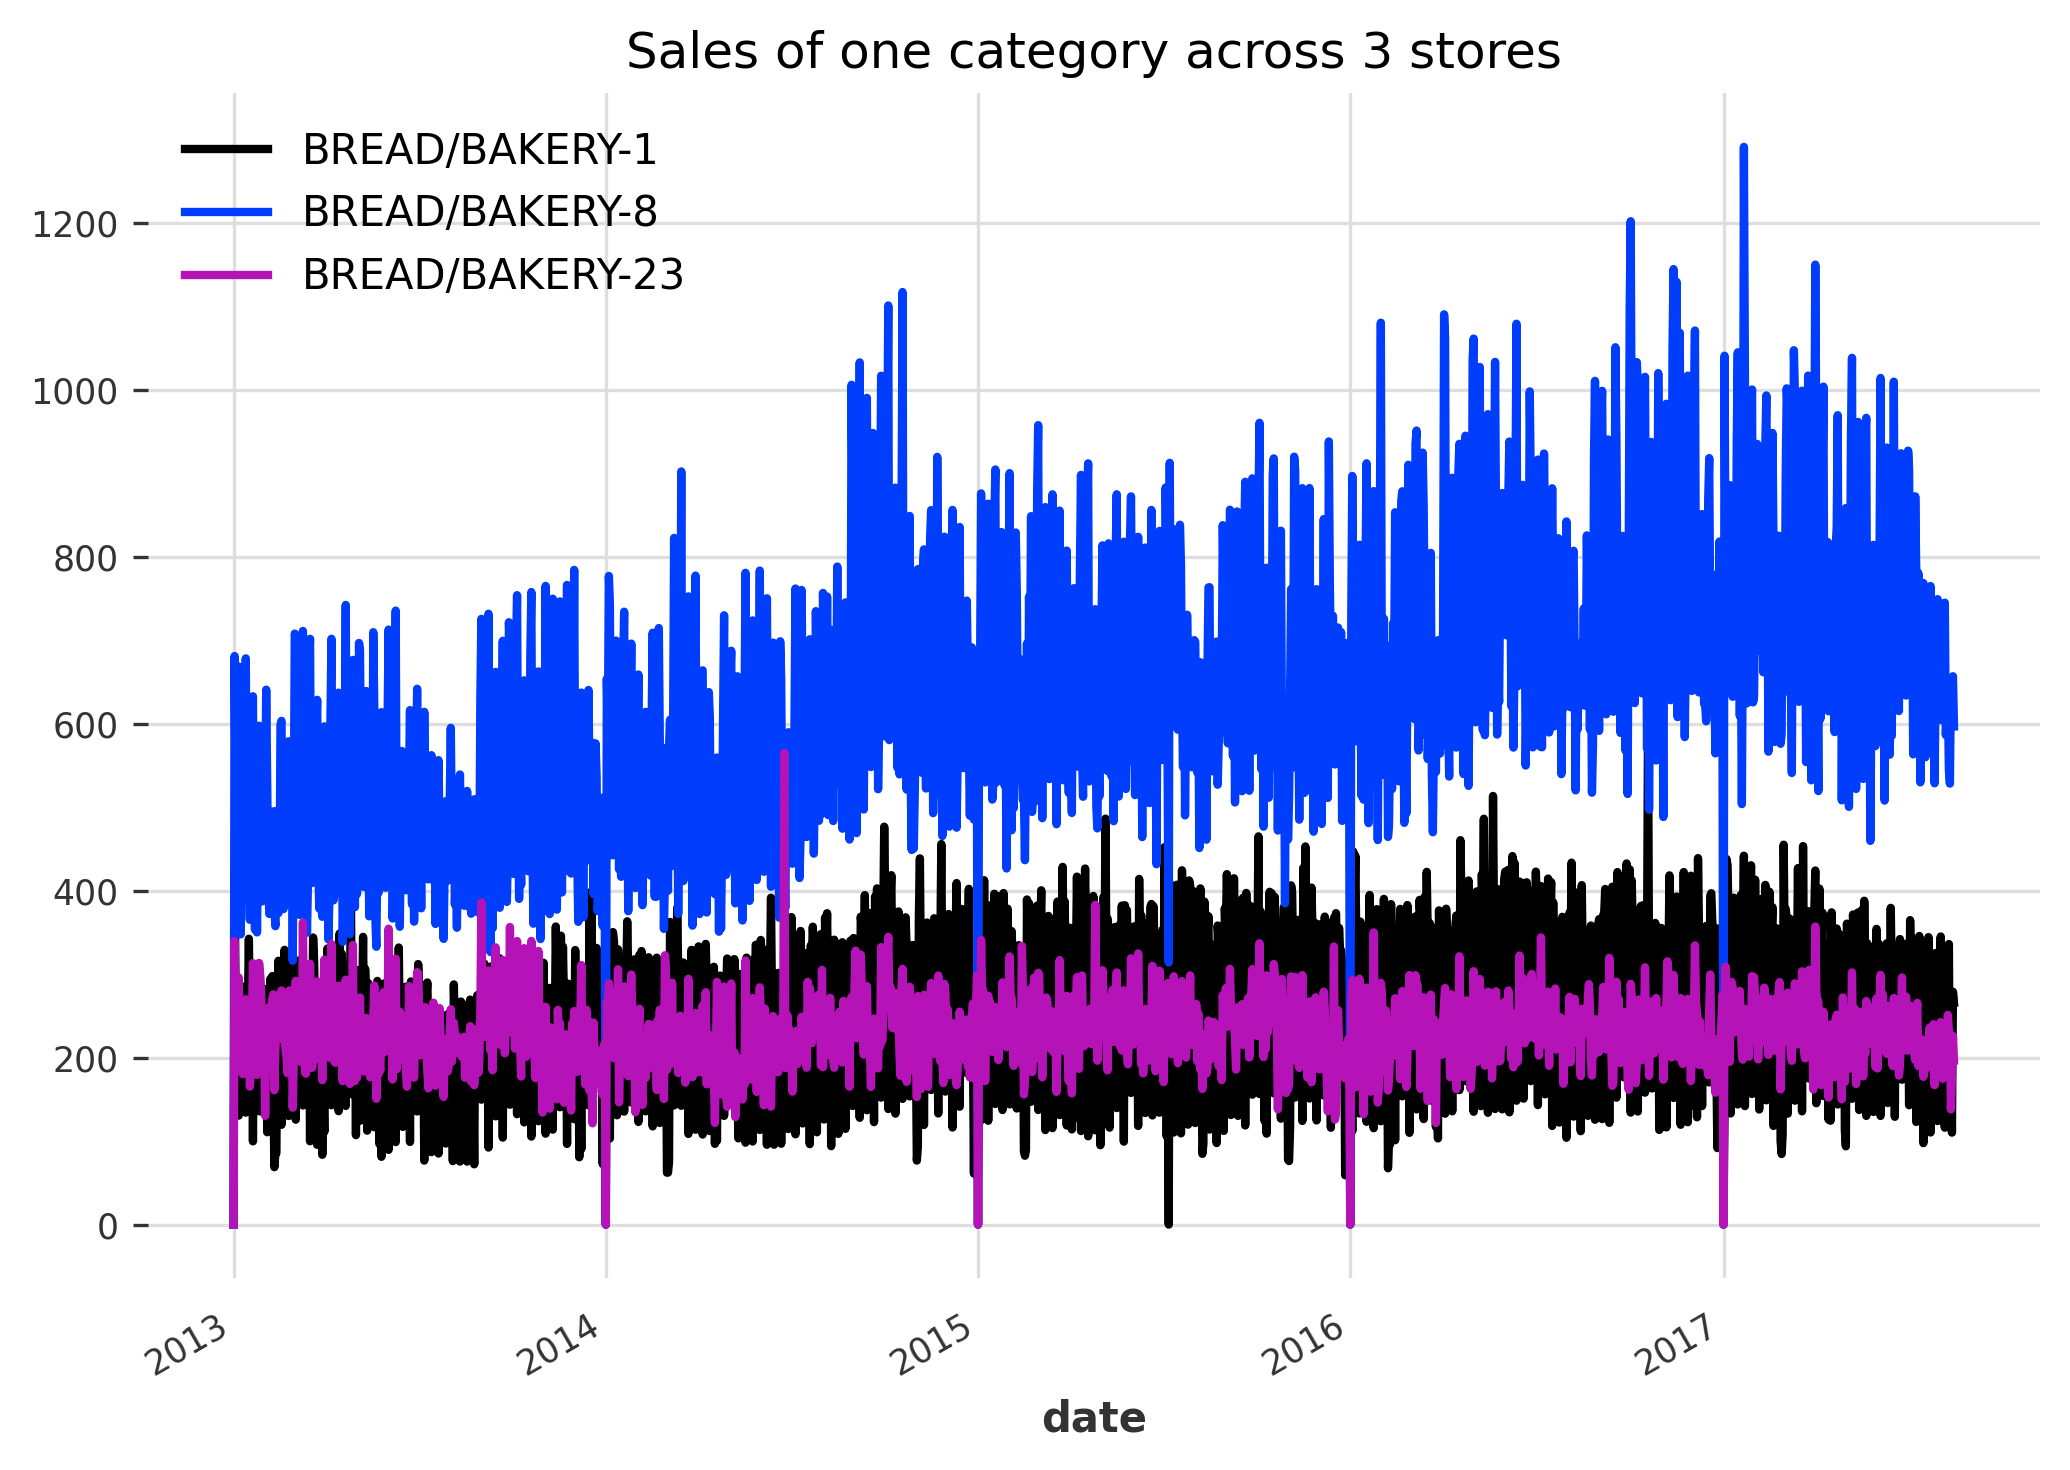 Sales of one category across 3 stores
BREAD/BAKERY-1
BREAD/BAKERY-8
BREAD/BAKERY-23
1200
1000
800
600
400
200
0
2013
2014
2015
2016
2017
date